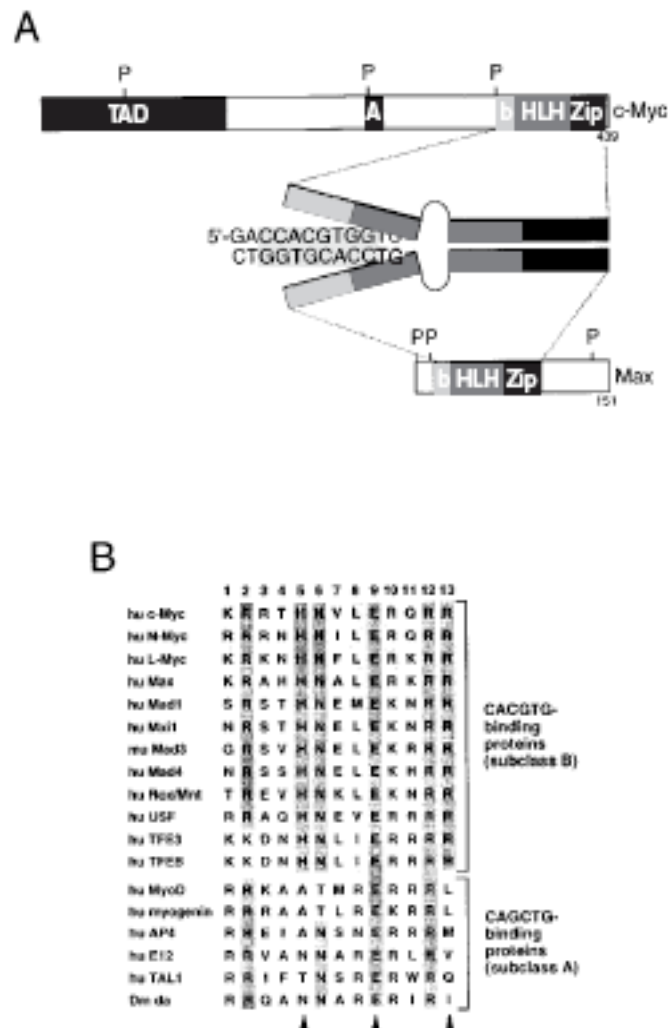 A
P P P
TAD A b HLH Zip c-Myc
439
5'-GACCACGTGGTC
CTGGTGCACCTG
PP P
b HLH Zip Max
151
B
1 2 3 4 5 6 7 8 9 10 11 12 13
hu c-Myc K R R T H N V L E R Q R R
hu N-Myc R R R N H N I L E R Q R R
hu L-Myc K R K N H N F L E R K R R
hu Max K R A H H N A L E R K R R
hu Mad1 S R S T H N E M E K N R R
hu Mxi1 N R S T H N E L E K N R R
mu Mad3 G R S V H N E L E K R R R
hu Mad4 N R S S H N E L E K H R R
hu Rox/Mnt T R E V H N K L E K N R R
hu USF R R A Q H N E V E R R R R
hu TFE3 K K D N H N L I E R R R R
hu TFEB K K D N H N L I E R R R R
CACGTG-
binding
proteins
(subclass B)
hu MyoD R R K A A T M R E R R R L
hu myogenin R R R A A T L R E K R R L
hu AP4 R R E I A N S N E R R R M
hu E12 R R V A N N A R E R L R V
hu TAL1 R R I F T N S R E R W R Q
Dm da R R Q A N N A R E R I R I
CAGCTG-
binding
proteins
(subclass A)